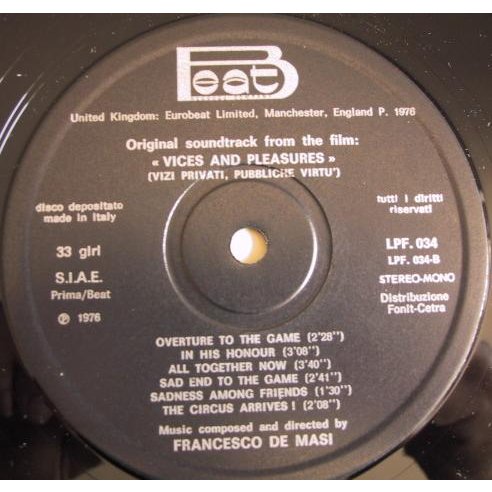 Beat
United Kingdom: Eurobeat Limited, Manchester, England P. 1976
Original soundtrack from the film:
« VICES AND PLEASURES »
(VIZI PRIVATI, PUBBLICHE VIRTU')
disco depositato
made in Italy
tutti i diritti
riservati
33 giri
S.I.A.E.
Prima/Beat
℗ 1976
LPF. 034
LPF. 034-B
STEREO-MONO
Distribuzione
Fonit-Cetra
OVERTURE TO THE GAME (2'28'')
IN HIS HONOUR (3'08'')
ALL TOGETHER NOW (3'40'')
SAD END TO THE GAME (2'41'')
SADNESS AMONG FRIENDS (1'30'')
THE CIRCUS ARRIVES ! (2'08'')
Music composed and directed by
FRANCESCO DE MASI